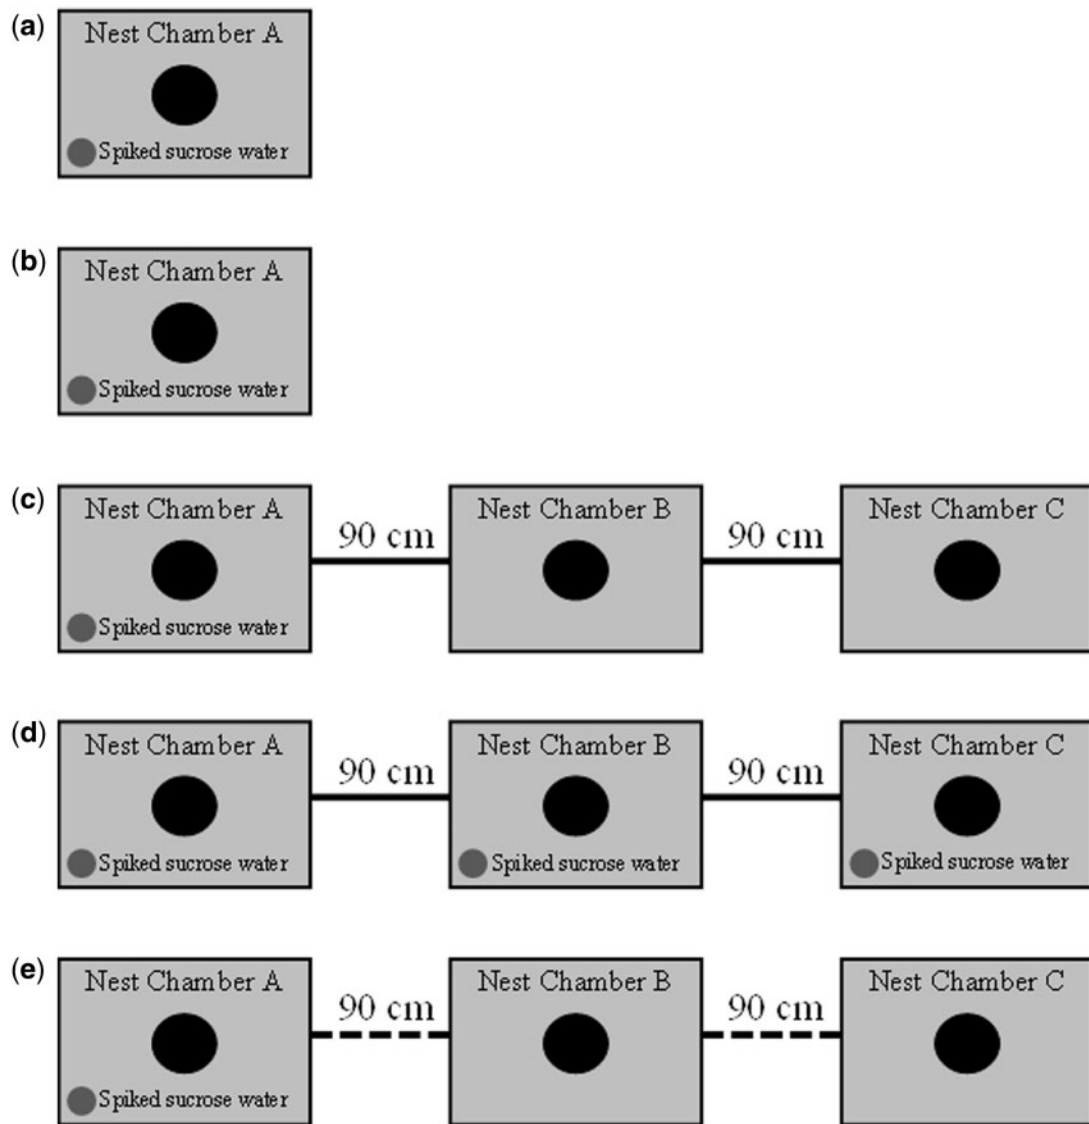 (a)
Nest Chamber A
Spiked sucrose water
(b)
Nest Chamber A
Spiked sucrose water
(c)
Nest Chamber A
90 cm
Nest Chamber B
90 cm
Nest Chamber C
Spiked sucrose water
(d)
Nest Chamber A
90 cm
Nest Chamber B
90 cm
Nest Chamber C
Spiked sucrose water
Spiked sucrose water
Spiked sucrose water
(e)
Nest Chamber A
90 cm
Nest Chamber B
90 cm
Nest Chamber C
Spiked sucrose water